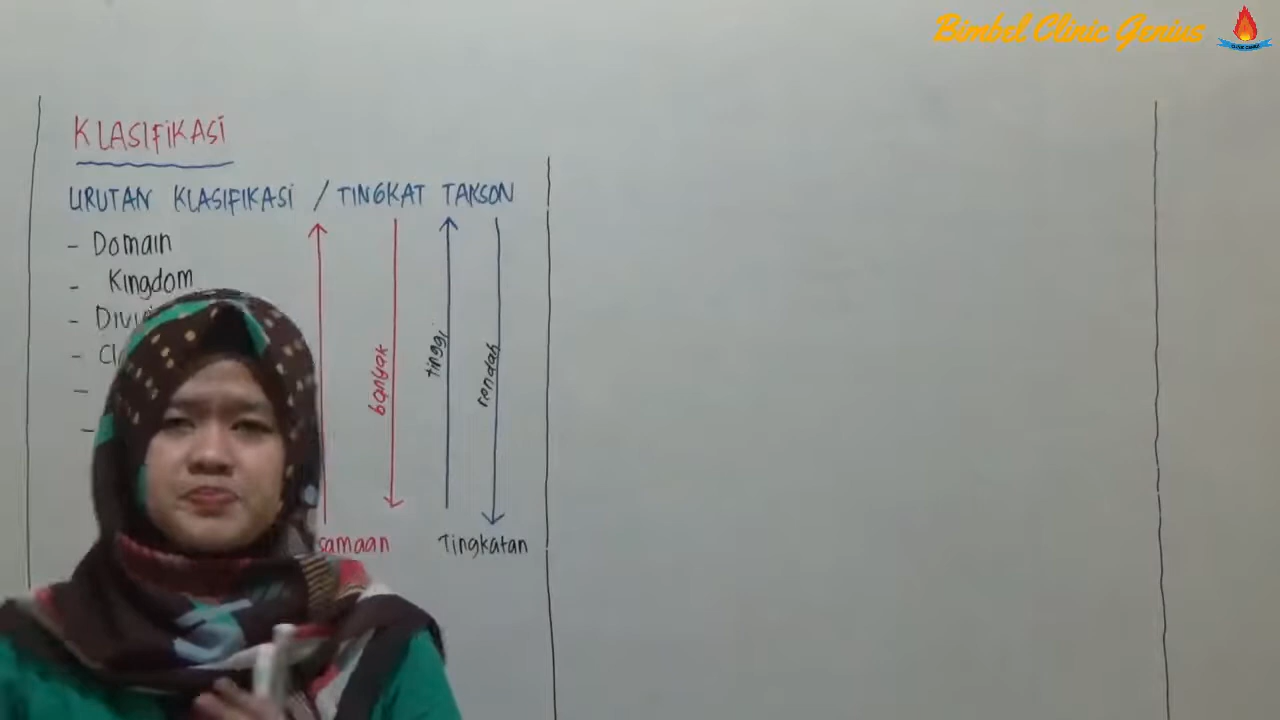 Bimbel Clinic Genius
KLASIFIKASI
URUTAN KLASIFIKASI / TINGKAT TAKSON
- Domain
- Kingdom
-
-
-
-
banyak
tinggi
rendah
Tingkatan